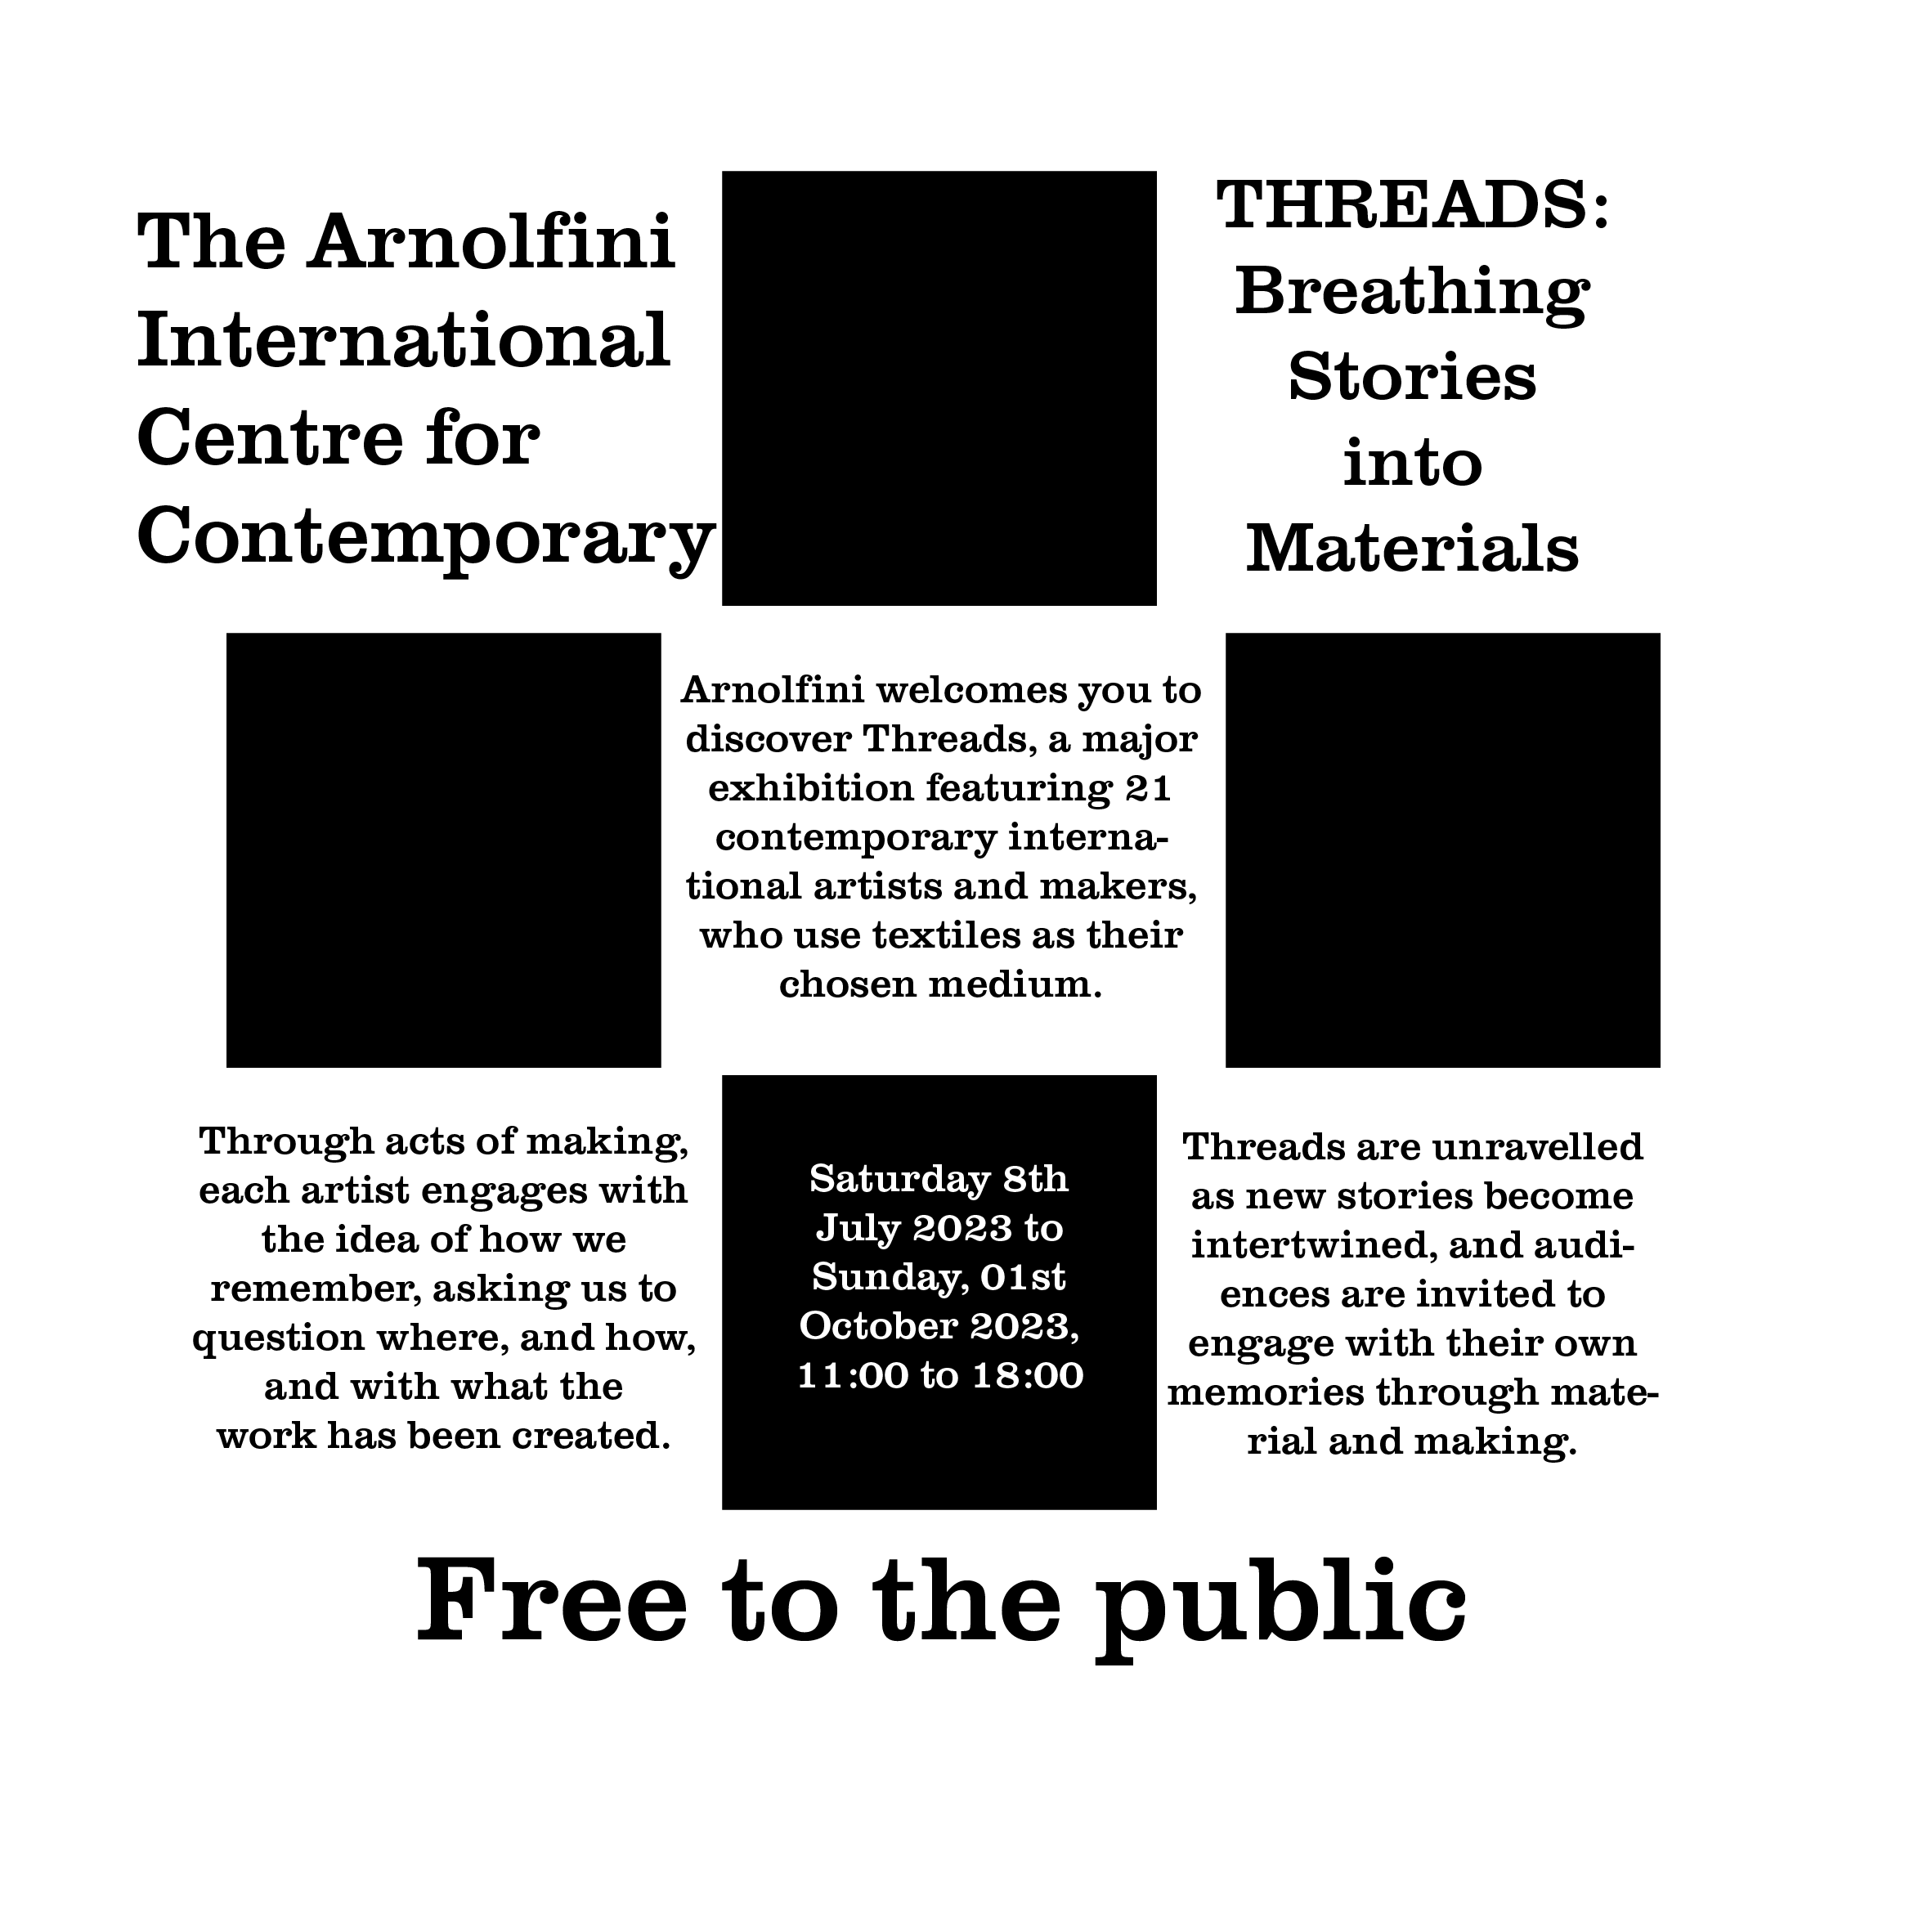 The Arnolfini
International
Centre for
Contemporary
THREADS:
Breathing
Stories
into
Materials
Arnolfini welcomes you to
discover Threads, a major
exhibition featuring 21
contemporary interna-
tional artists and makers,
who use textiles as their
chosen medium.
Through acts of making,
each artist engages with
the idea of how we
remember, asking us to
question where, and how,
and with what the
work has been created.
Saturday 8th
July 2023 to
Sunday, 01st
October 2023,
11:00 to 18:00
Threads are unravelled
as new stories become
intertwined, and audi-
ences are invited to
engage with their own
memories through mate-
rial and making.
Free to the public